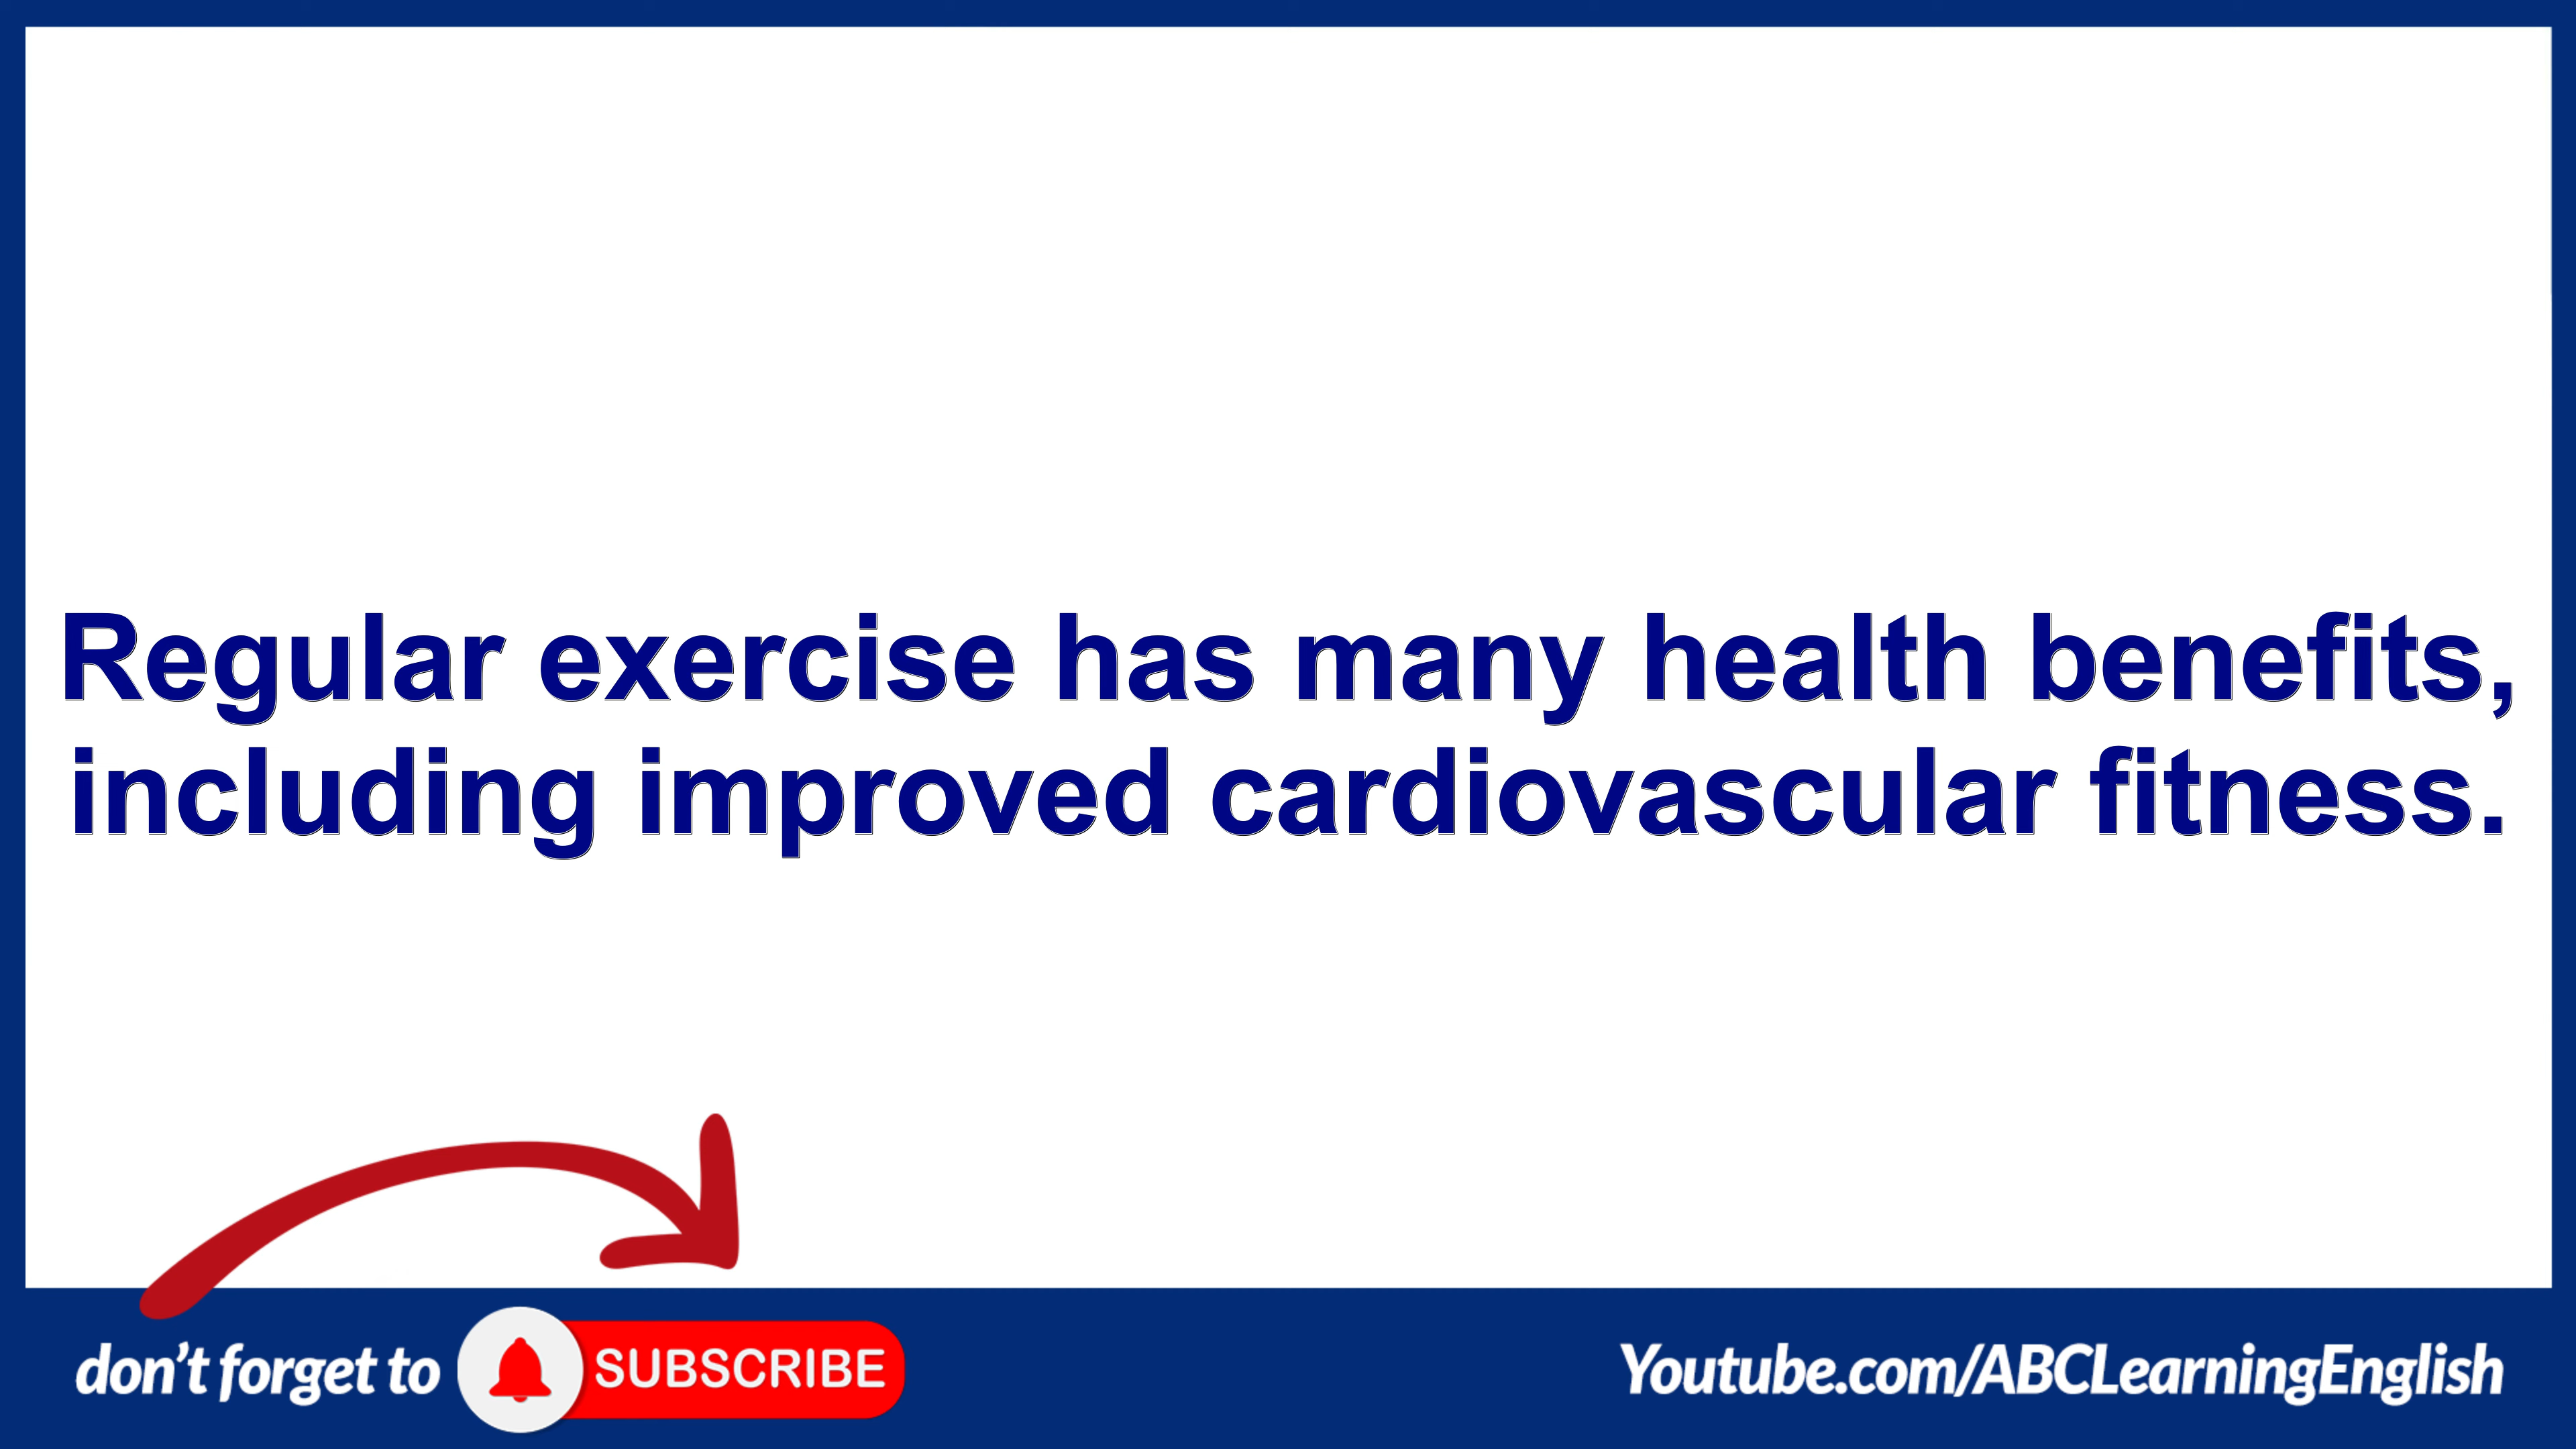 Regular exercise has many health benefits,
including improved cardiovascular fitness.
don't forget to SUBSCRIBE
Youtube.com/ABCLearningEnglish